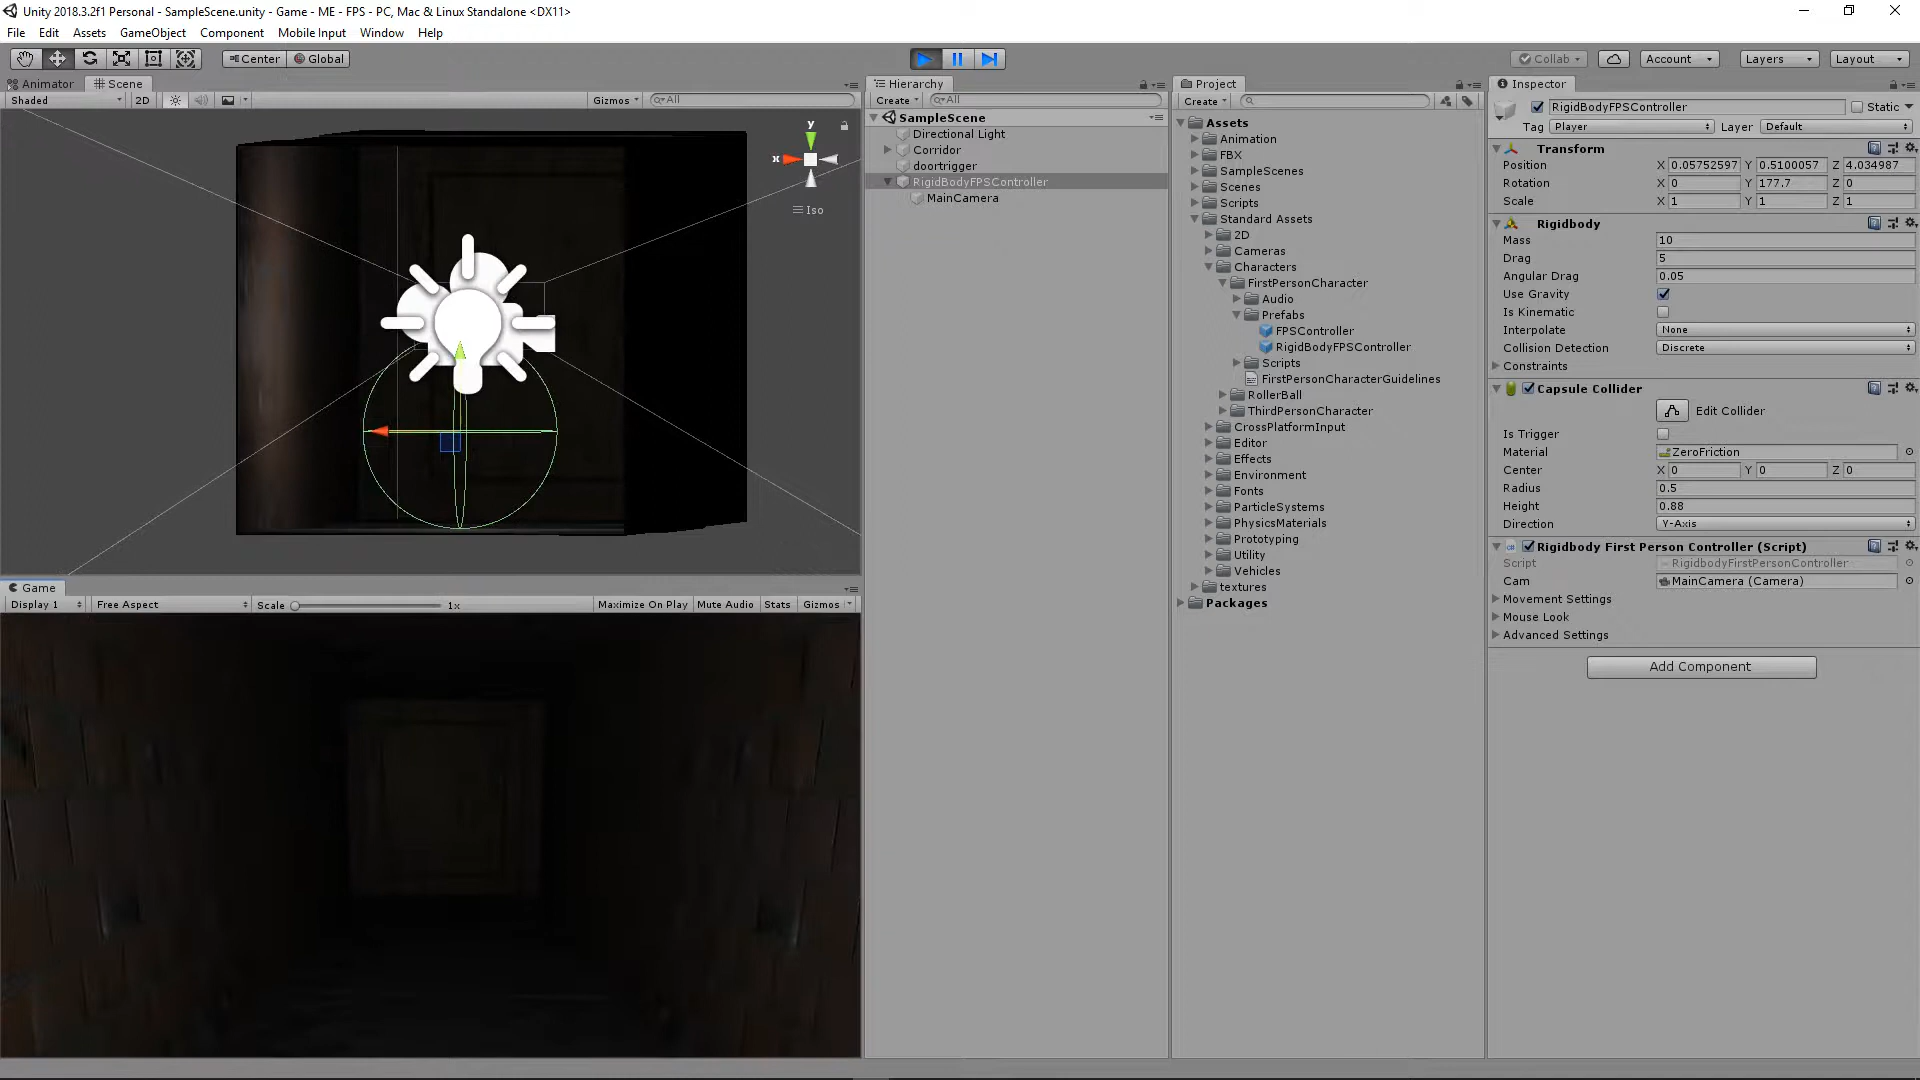 Unity 2018.3.2f1 Personal - SampleScene.unity - Game - ME - FPS - PC, Mac & Linux Standalone <DX11>
File Edit Assets GameObject Component Mobile Input Window Help
Center Global
Collab Account Layers Layout
Animator Scene
Shaded 2D Gizmos All
y
x
Iso
Game
Display 1 Free Aspect Scale 1x Maximize On Play Mute Audio Stats Gizmos
Hierarchy
Create All
SampleScene
Directional Light
Corridor
doortrigger
RigidBodyFPSController
MainCamera
Project
Create
Assets
Animation
FBX
SampleScenes
Scenes
Scripts
Standard Assets
2D
Cameras
Characters
FirstPersonCharacter
Audio
Prefabs
FPSController
RigidBodyFPSController
Scripts
FirstPersonCharacterGuidelines
RollerBall
ThirdPersonCharacter
CrossPlatformInput
Editor
Effects
Environment
Fonts
ParticleSystems
PhysicsMaterials
Prototyping
Utility
Vehicles
textures
Packages
Inspector
RigidBodyFPSController Static
Tag Player Layer Default
Transform
Position X 0.05752597 Y 0.5100057 Z 4.034987
Rotation X 0 Y 177.7 Z 0
Scale X 1 Y 1 Z 1
Rigidbody
Mass 10
Drag 5
Angular Drag 0.05
Use Gravity
Is Kinematic
Interpolate None
Collision Detection Discrete
Constraints
Capsule Collider
Edit Collider
Is Trigger
Material ZeroFriction
Center X 0 Y 0 Z 0
Radius 0.5
Height 0.88
Direction Y-Axis
Rigidbody First Person Controller (Script)
Script RigidbodyFirstPersonController
Cam MainCamera (Camera)
Movement Settings
Mouse Look
Advanced Settings
Add Component